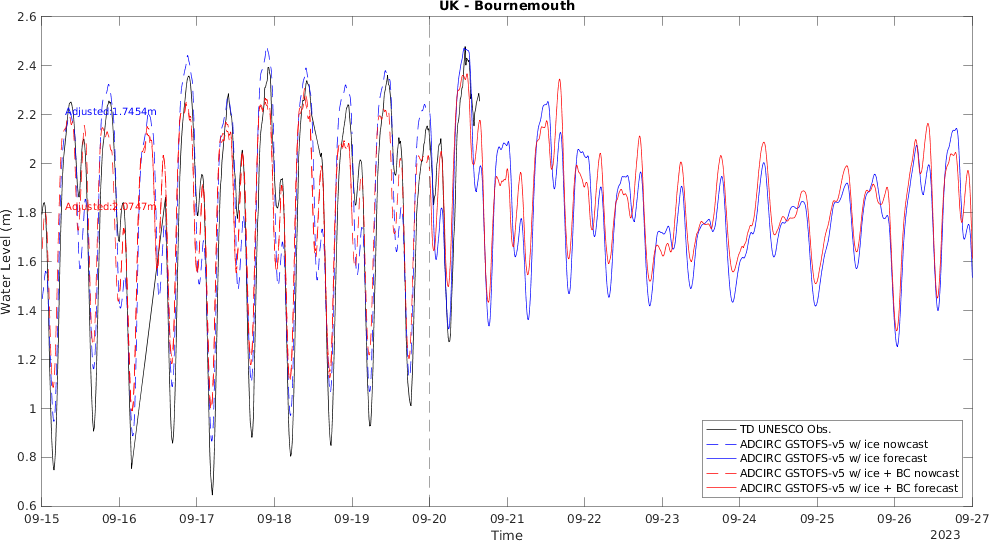 UK - Bournemouth
2.6
2.4
2.2
2
1.8
1.6
1.4
1.2
1
0.8
0.6
Water Level (m)
Adjusted:1.7454m
Adjusted:2.0747m
TD UNESCO Obs.
ADCIRC GSTOFS-v5 w/ ice nowcast
ADCIRC GSTOFS-v5 w/ ice forecast
ADCIRC GSTOFS-v5 w/ ice + BC nowcast
ADCIRC GSTOFS-v5 w/ ice + BC forecast
09-15 09-16 09-17 09-18 09-19 09-20 09-21 09-22 09-23 09-24 09-25 09-26 09-27
Time
2023